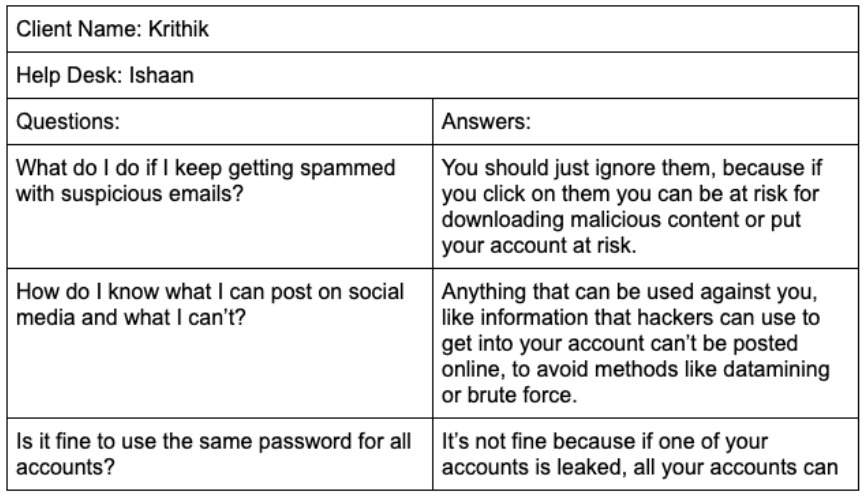 Client Name: Krithik
Help Desk: Ishaan
Questions:
Answers:
What do I do if I keep getting spammed
with suspicious emails?
You should just ignore them, because if
you click on them you can be at risk for
downloading malicious content or put
your account at risk.
How do I know what I can post on social
media and what I can’t?
Anything that can be used against you,
like information that hackers can use to
get into your account can’t be posted
online, to avoid methods like datamining
or brute force.
Is it fine to use the same password for all
accounts?
It’s not fine because if one of your
accounts is leaked, all your accounts can